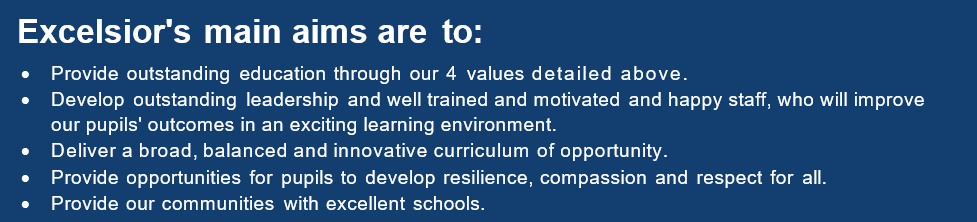 Excelsior's main aims are to:
• Provide outstanding education through our 4 values detailed above.
• Develop outstanding leadership and well trained and motivated and happy staff, who will improve
our pupils' outcomes in an exciting learning environment.
• Deliver a broad, balanced and innovative curriculum of opportunity.
• Provide opportunities for pupils to develop resilience, compassion and respect for all.
• Provide our communities with excellent schools.